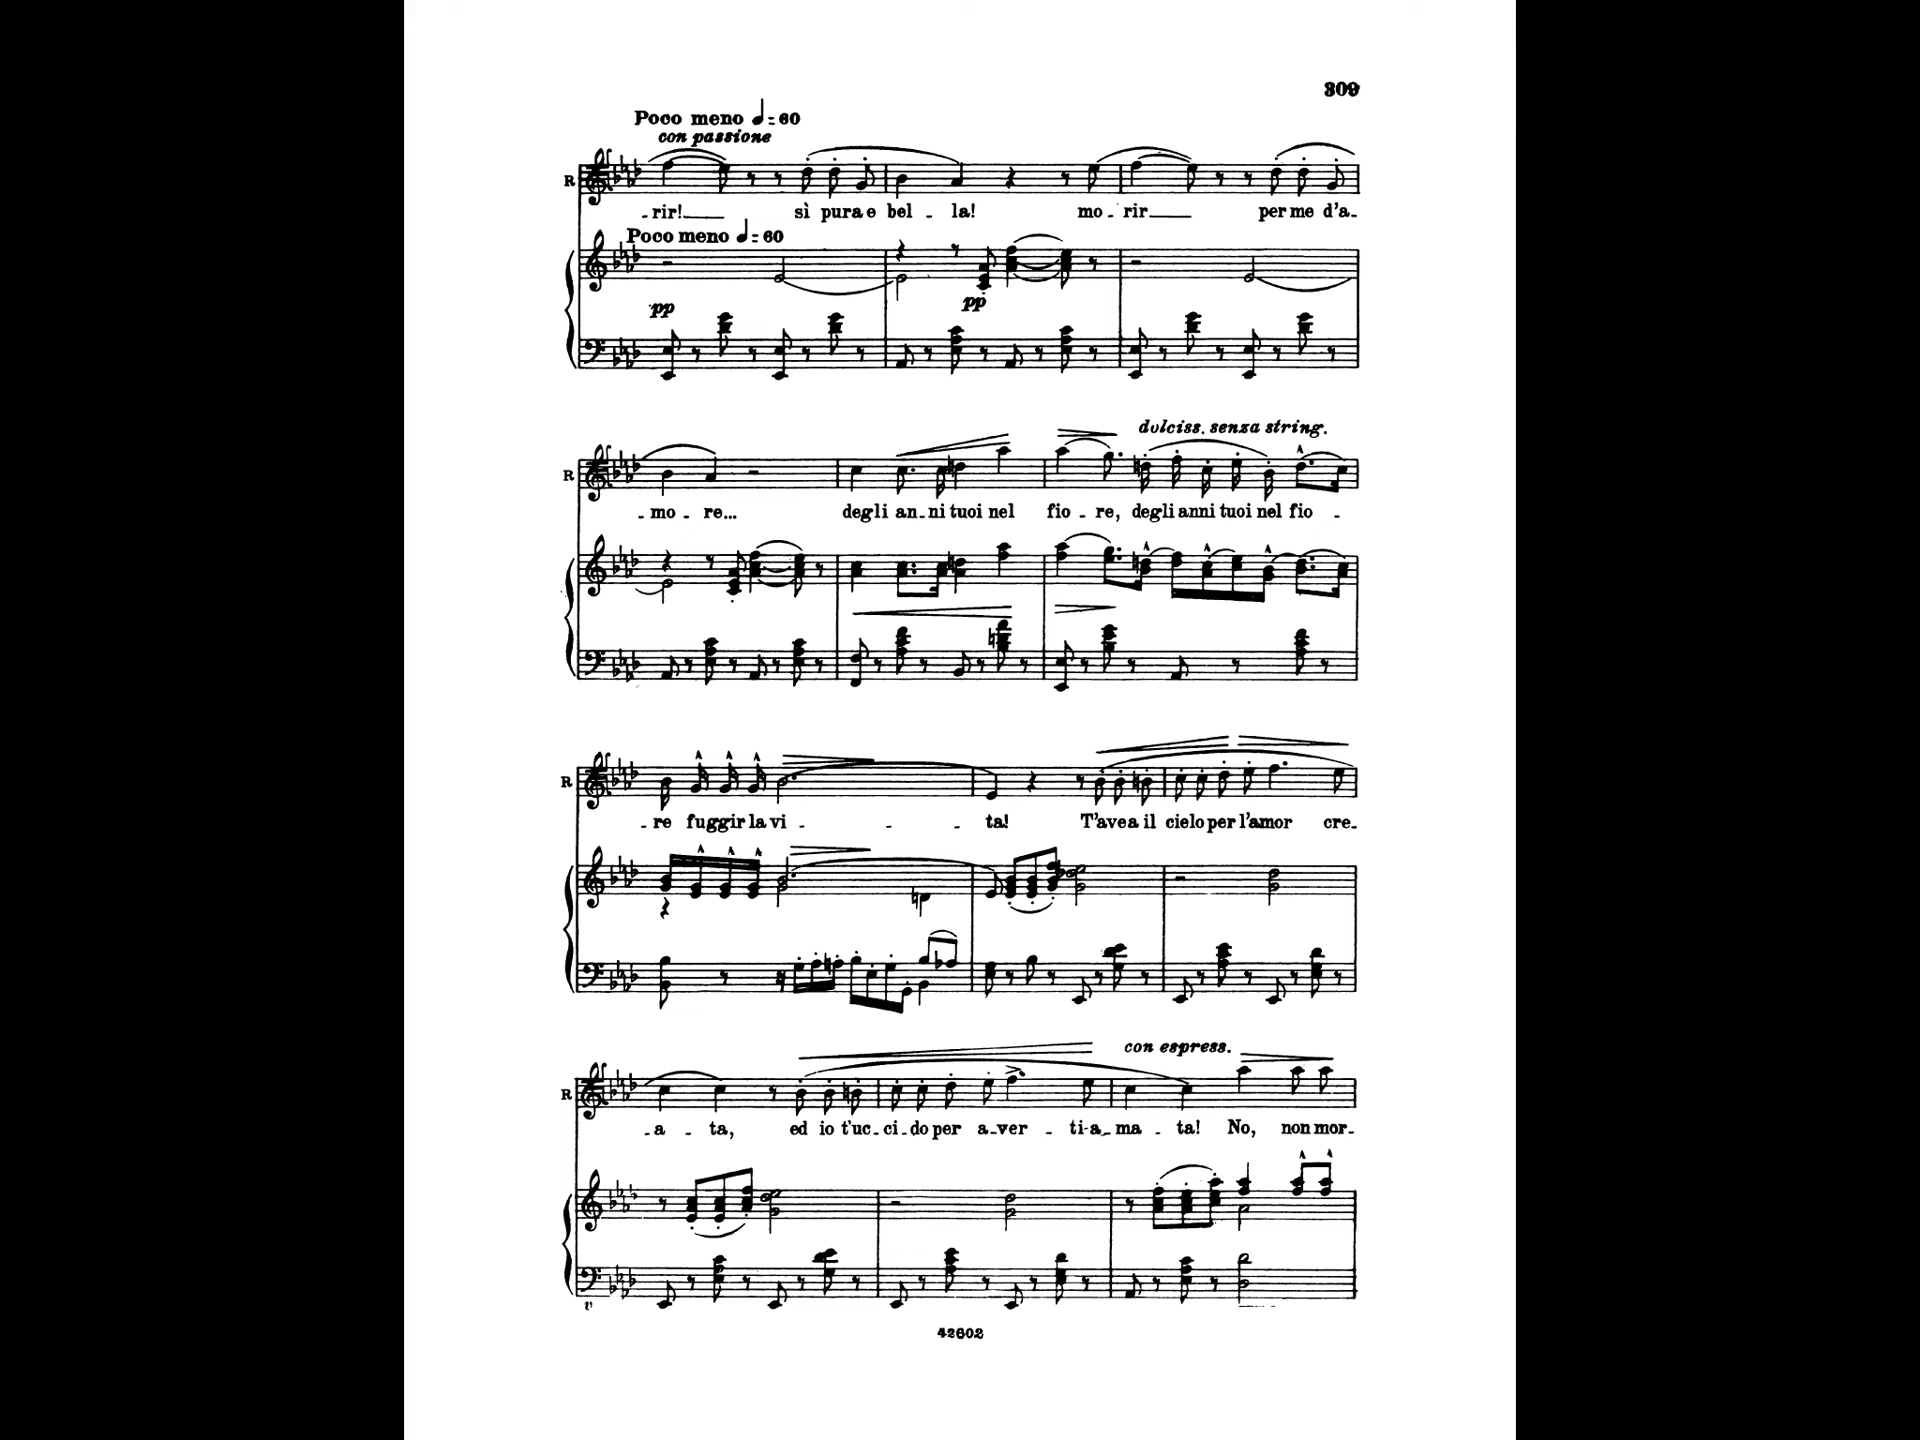 309
Poco meno ♩=60
con passione
R
-rir!___ sì pura e bel - la! mo - rir___ per me d'a-
Poco meno ♩=60
pp pp
dolciss. senza string.
R
-mo - re... degli an-ni tuoi nel fio - re, degli anni tuoi nel fio -
R
-re fuggir la vi - - - ta! T'avea il cielo per l'amor cre-
con espress.
R
-a - ta, ed io t'uc-ci-do per a-ver - ti a-ma - ta! No, non mor-
42602